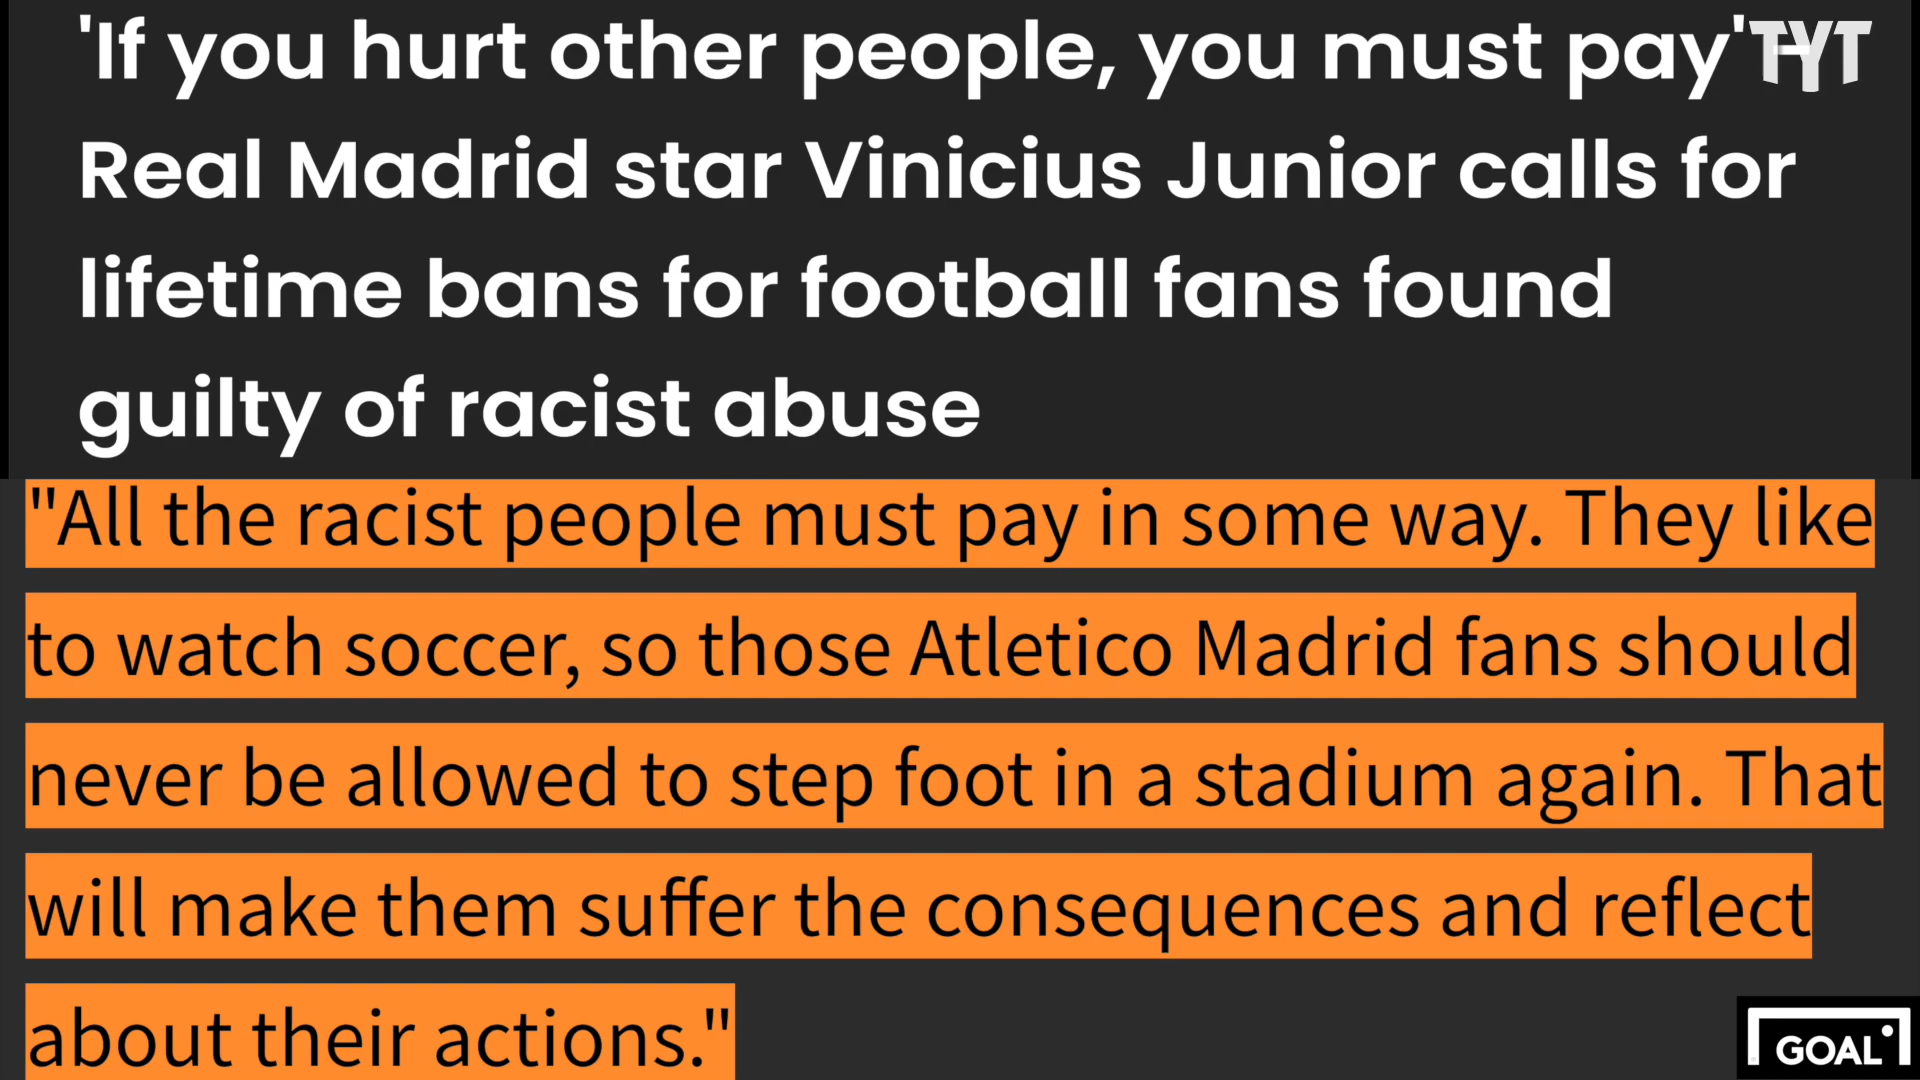 'If you hurt other people, you must pay' -
TYT
Real Madrid star Vinicius Junior calls for
lifetime bans for football fans found
guilty of racist abuse
"All the racist people must pay in some way. They like
to watch soccer, so those Atletico Madrid fans should
never be allowed to step foot in a stadium again. That
will make them suffer the consequences and reflect
about their actions."
GOAL